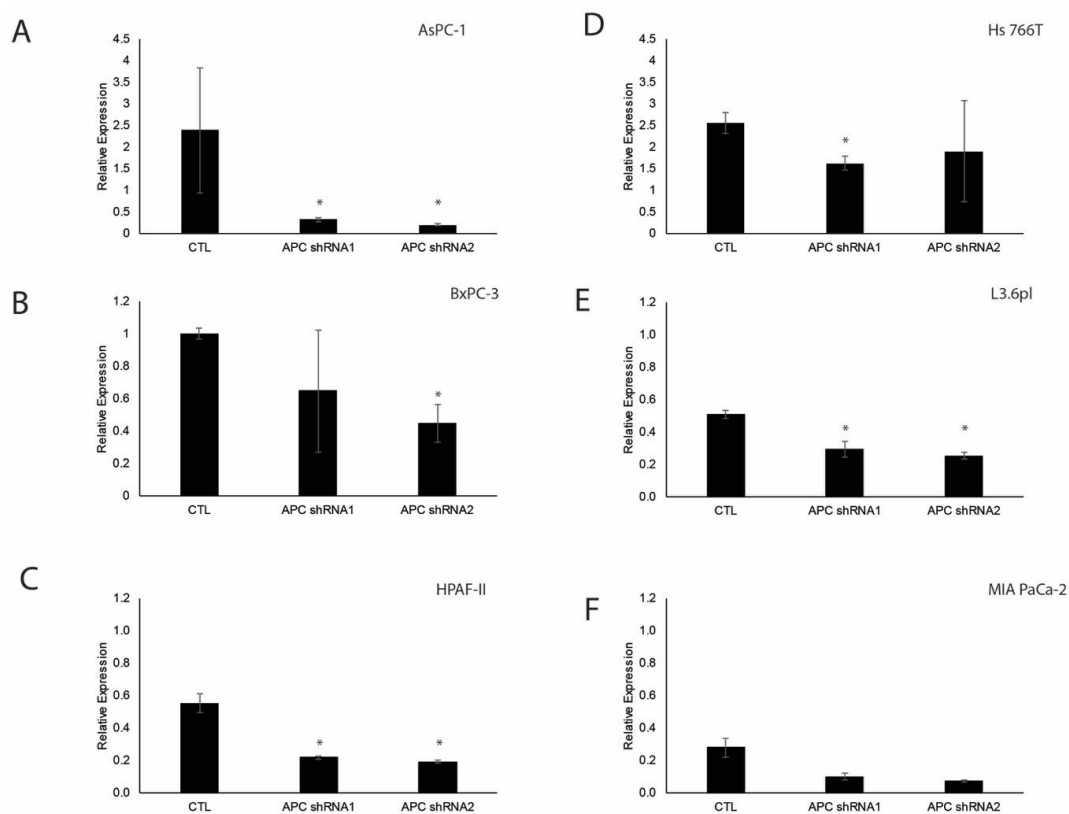 A
AsPC-1
Relative Expression
4.5
4
3.5
3
2.5
2
1.5
1
0.5
0
*
*
CTL APC shRNA1 APC shRNA2
B
BxPC-3
Relative Expression
1.2
1
0.8
0.6
0.4
0.2
0
*
CTL APC shRNA1 APC shRNA2
C
HPAF-II
Relative Expression
1.2
1.0
0.8
0.6
0.4
0.2
0.0
*
*
CTL APC shRNA1 APC shRNA2
D
Hs 766T
Relative Expression
4.5
4
3.5
3
2.5
2
1.5
1
0.5
0
*
CTL APC shRNA1 APC shRNA2
E
L3.6pl
Relative Expression
1.2
1.0
0.8
0.6
0.4
0.2
0.0
*
*
CTL APC shRNA1 APC shRNA2
F
MIA PaCa-2
Relative Expression
1.2
1.0
0.8
0.6
0.4
0.2
0.0
CTL APC shRNA1 APC shRNA2